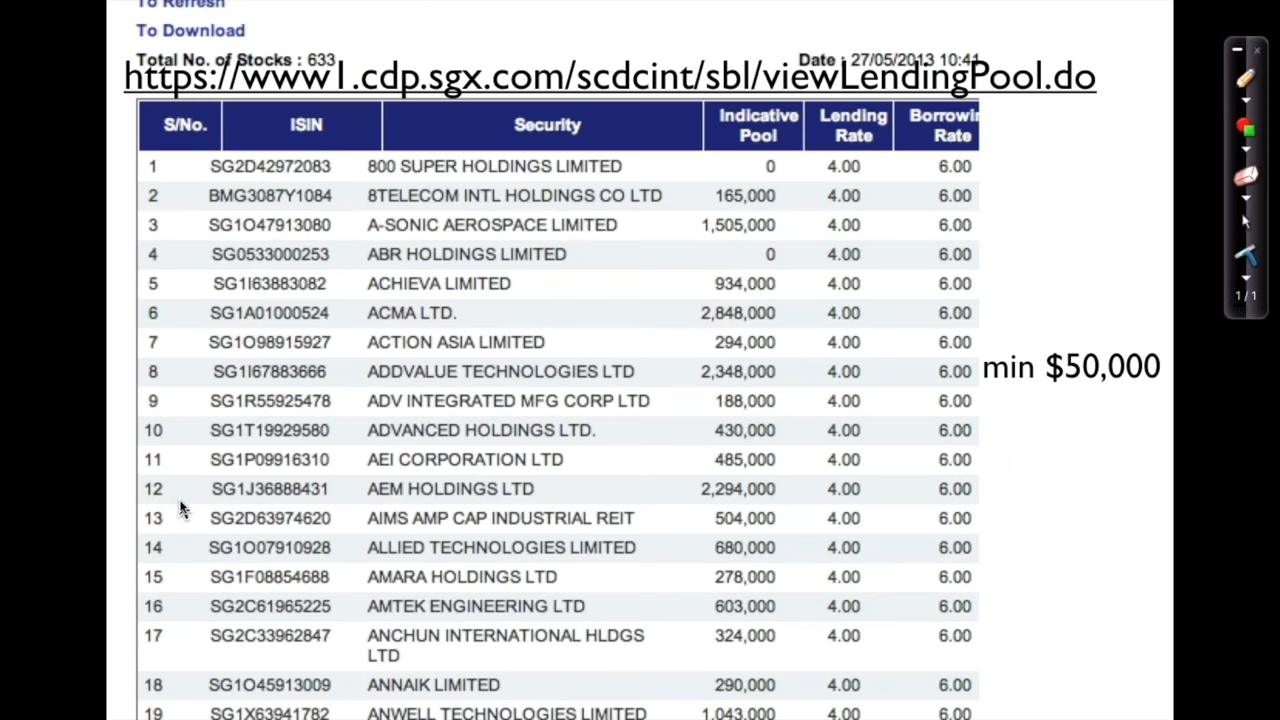 To Refresh
To Download
Total No. of Stocks : 633 Date : 27/05/2013 10:41
https://www1.cdp.sgx.com/scdcint/sbl/viewLendingPool.do
S/No. ISIN Security Indicative Pool Lending Rate Rate
1 SG2D42972083 800 SUPER HOLDINGS LIMITED 0 4.00 6.00
2 BMG3087Y1084 8TELECOM INTL HOLDINGS CO LTD 165,000 4.00 6.00
3 SG1O47913080 A-SONIC AEROSPACE LIMITED 1,505,000 4.00 6.00
4 SG0533000253 ABR HOLDINGS LIMITED 0 4.00 6.00
5 SG1I63883082 ACHIEVA LIMITED 934,000 4.00 6.00
6 SG1A01000524 ACMA LTD. 2,848,000 4.00 6.00
7 SG1O98915927 ACTION ASIA LIMITED 294,000 4.00 6.00
8 SG1I67883666 ADDVALUE TECHNOLOGIES LTD 2,348,000 4.00 6.00 min $50,000
9 SG1R55925478 ADV INTEGRATED MFG CORP LTD 188,000 4.00 6.00
10 SG1T19929580 ADVANCED HOLDINGS LTD. 430,000 4.00 6.00
11 SG1P09916310 AEI CORPORATION LTD 485,000 4.00 6.00
12 SG1J36888431 AEM HOLDINGS LTD 2,294,000 4.00 6.00
13 SG2D63974620 AIMS AMP CAP INDUSTRIAL REIT 504,000 4.00 6.00
14 SG1O07910928 ALLIED TECHNOLOGIES LIMITED 680,000 4.00 6.00
15 SG1F08854688 AMARA HOLDINGS LTD 278,000 4.00 6.00
16 SG2C61965225 AMTEK ENGINEERING LTD 603,000 4.00 6.00
17 SG2C33962847 ANCHUN INTERNATIONAL HLDGS 324,000 4.00 6.00
LTD
18 SG1O45913009 ANNAIK LIMITED 290,000 4.00 6.00
19 SG1X63941782 ANWELL TECHNOLOGIES LIMITED 1,043,000 4.00 6.00
1/1